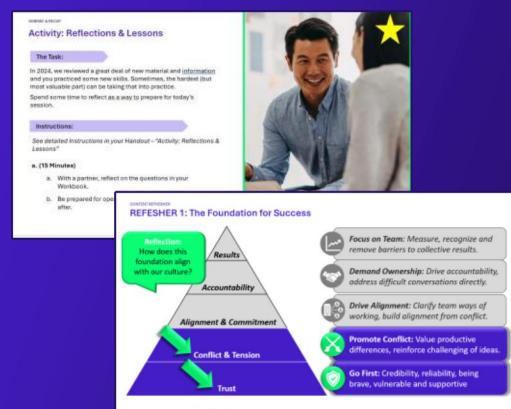 DEBRIEF & RECAP
Activity: Reflections & Lessons
The Task:
In 2024, we reviewed a great deal of new material and information
and you practiced some new skills. Sometimes, the hardest (but
most valuable part) can be taking that into practice.
Spend some time to reflect as a way to prepare for today's
session.
Instructions:
See detailed Instructions in your Handout – "Activity: Reflections &
Lessons"
a. (15 Minutes)
a. With a partner, reflect on the questions in your
Workbook.
b. Be prepared for ope
after.
CONTENT REFRESHER
REFESHER 1: The Foundation for Success
Reflection:
How does this
foundation align
with our culture?
Results
Accountability
Alignment & Commitment
Conflict & Tension
Trust
Focus on Team: Measure, recognize and
remove barriers to collective results.
Demand Ownership: Drive accountability,
address difficult conversations directly.
Drive Alignment: Clarify team ways of
working, build alignment from conflict.
Promote Conflict: Value productive
differences, reinforce challenging of ideas.
Go First: Credibility, reliability, being
brave, vulnerable and supportive